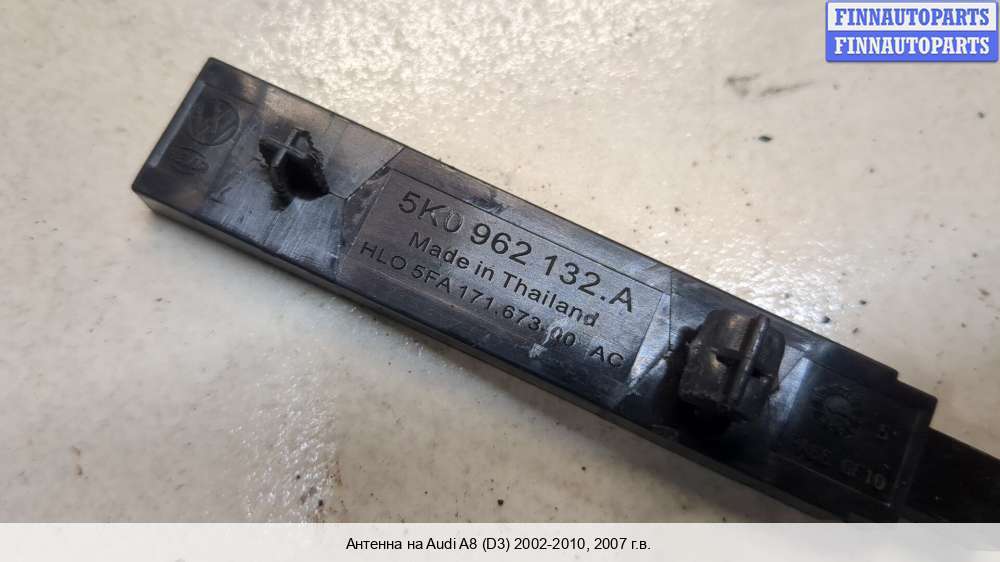 FINNAUTOPARTS
FINNAUTOPARTS
5K0 962 132.A
Made in Thailand
HLO 5FA 171.673-00 AC
Антенна на Audi A8 (D3) 2002-2010, 2007 г.в.